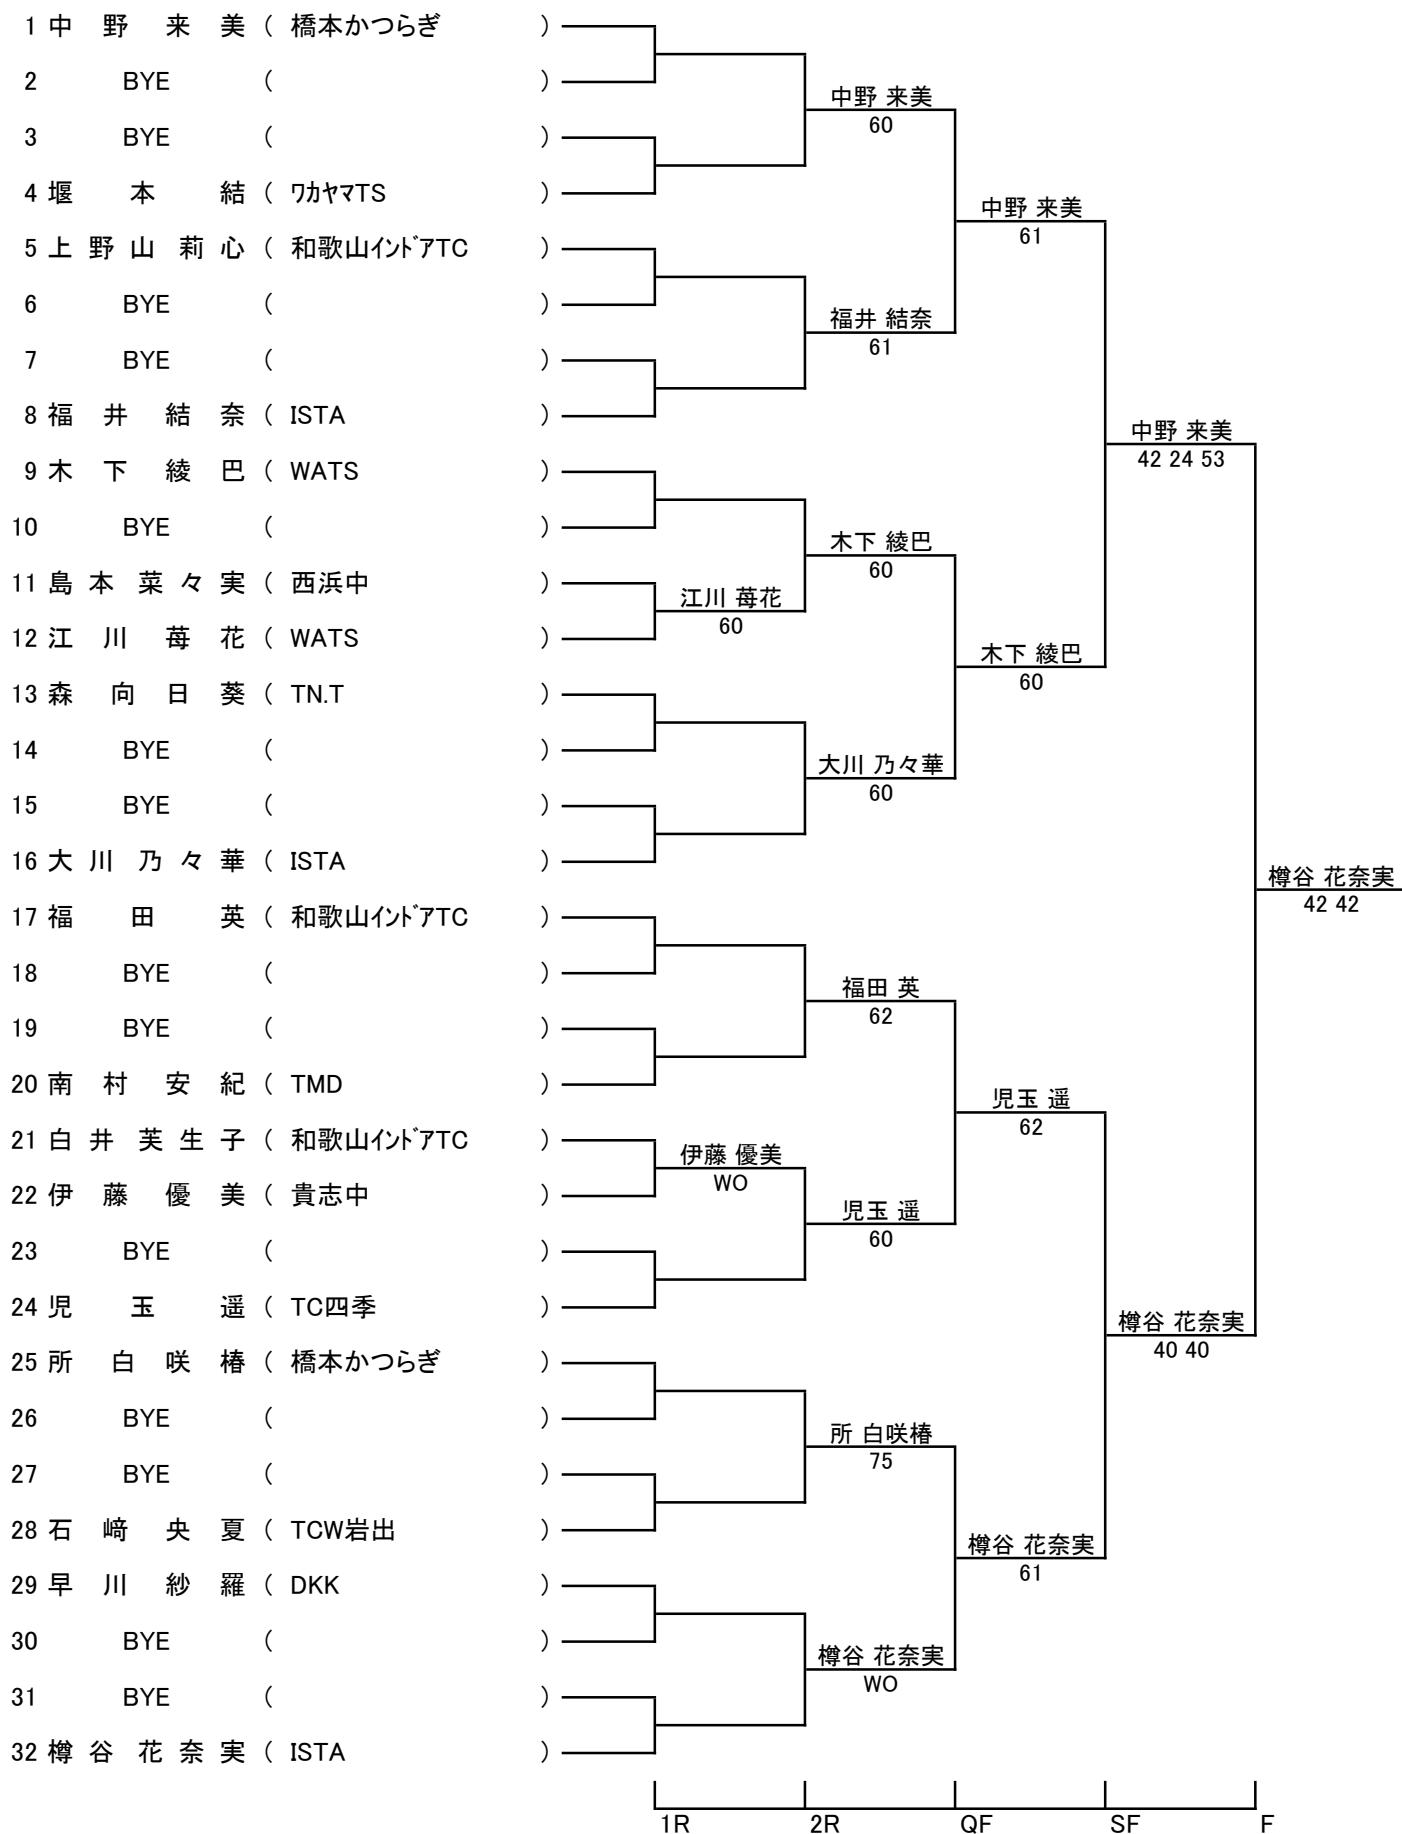 1 中 野 来 美 ( 橋本かつらぎ )
2 BYE ( )
中野 来美
60
3 BYE ( )
4 堰 本 結 ( ﾜｶﾔﾏTS )
中野 来美
61
5 上 野 山 莉 心 ( 和歌山ｲﾝﾄﾞｱTC )
6 BYE ( )
福井 結奈
61
7 BYE ( )
8 福 井 結 奈 ( ISTA )
中野 来美
42 24 53
9 木 下 綾 巴 ( WATS )
10 BYE ( )
木下 綾巴
60
11 島 本 菜 々 実 ( 西浜中 )
江川 苺花
60
12 江 川 苺 花 ( WATS )
木下 綾巴
60
13 森 向 日 葵 ( TN.T )
14 BYE ( )
大川 乃々華
60
15 BYE ( )
16 大 川 乃 々 華 ( ISTA )
樽谷 花奈実
42 42
17 福 田 英 ( 和歌山ｲﾝﾄﾞｱTC )
18 BYE ( )
福田 英
62
19 BYE ( )
20 南 村 安 紀 ( TMD )
児玉 遥
62
21 白 井 芙 生 子 ( 和歌山ｲﾝﾄﾞｱTC )
伊藤 優美
WO
22 伊 藤 優 美 ( 貴志中 )
児玉 遥
60
23 BYE ( )
24 児 玉 遥 ( TC四季 )
樽谷 花奈実
40 40
25 所 白 咲 椿 ( 橋本かつらぎ )
26 BYE ( )
所 白咲椿
75
27 BYE ( )
28 石 﨑 央 夏 ( TCW岩出 )
樽谷 花奈実
61
29 早 川 紗 羅 ( DKK )
30 BYE ( )
樽谷 花奈実
WO
31 BYE ( )
32 樽 谷 花 奈 実 ( ISTA )
1R 2R QF SF F